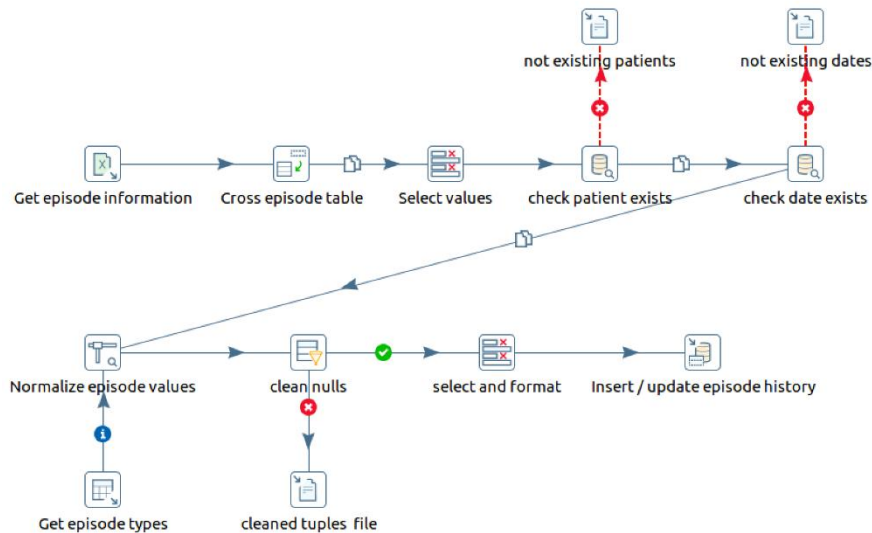 not existing patients
not existing dates
Get episode information
Cross episode table
Select values
check patient exists
check date exists
Normalize episode values
clean nulls
select and format
Insert / update episode history
Get episode types
cleaned tuples file